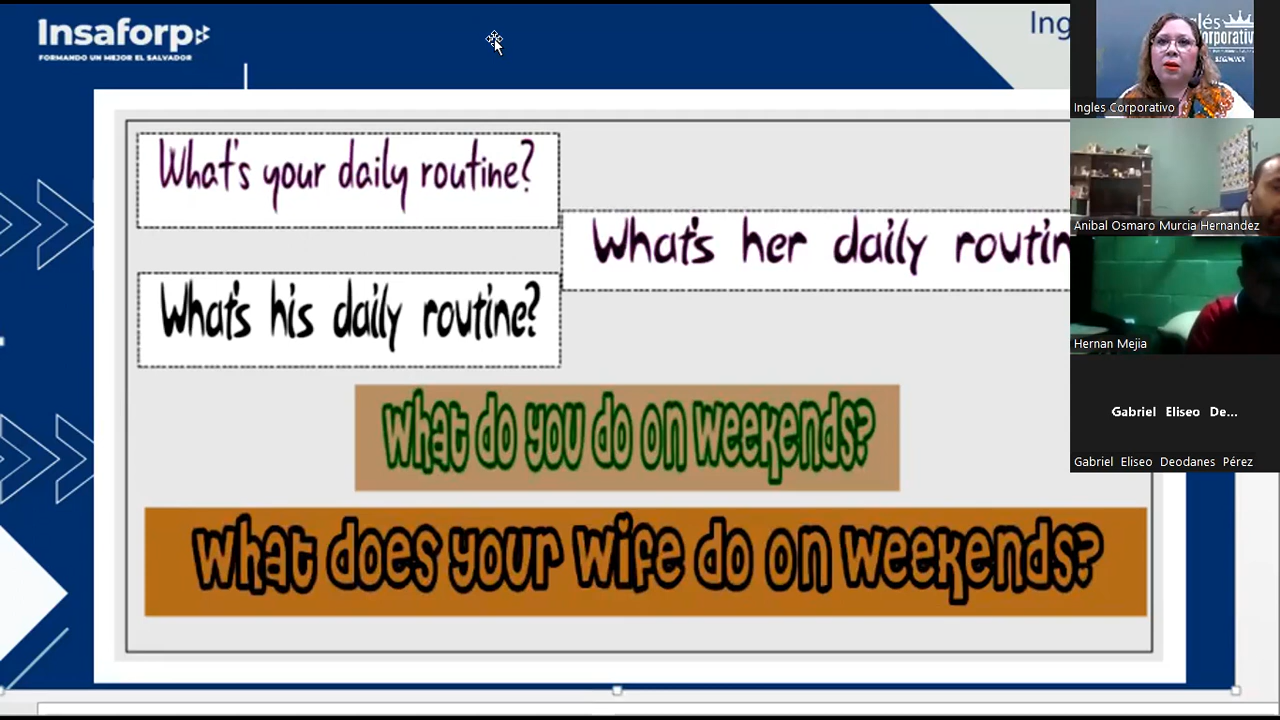 Insaforp
FORMANDO UN MEJOR EL SALVADOR
Ing
Inglés Corporativo
Ingles Corporativo
What's your daily routine?
Anibal Osmaro Murcia Hernandez
What's her daily routin
What's his daily routine?
Hernan Mejia
What do you do on weekends?
Gabriel Eliseo De...
Gabriel Eliseo Deodanes Pérez
What does your wife do on weekends?